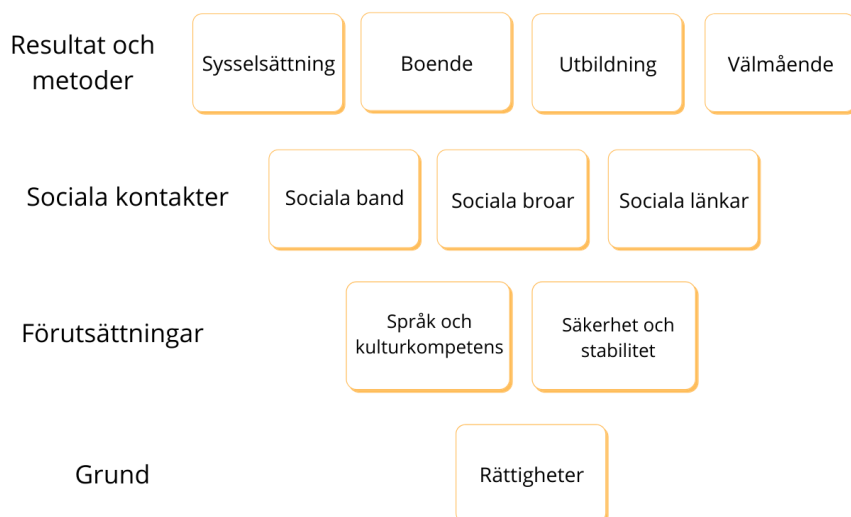 Resultat och
metoder
Sysselsättning
Boende
Utbildning
Välmående
Sociala kontakter
Sociala band
Sociala broar
Sociala länkar
Förutsättningar
Språk och
kulturkompetens
Säkerhet och
stabilitet
Grund
Rättigheter